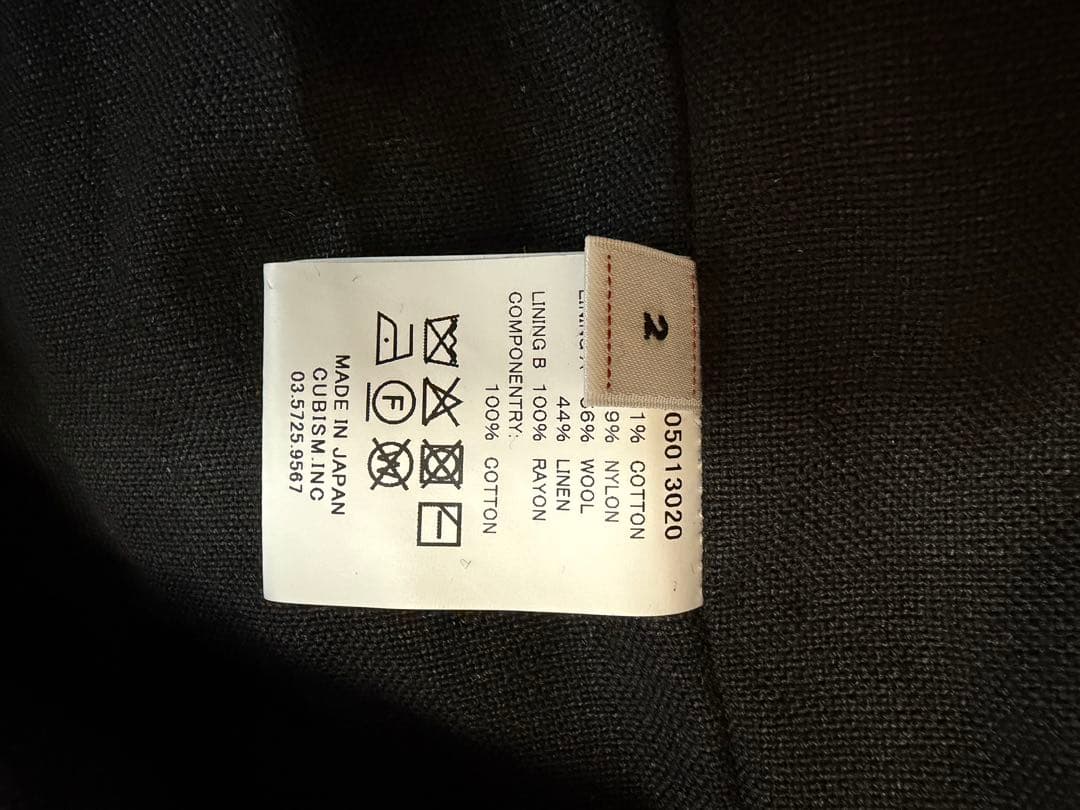 2
05013020
1% COTTON
9% NYLON
LINING 6% WOOL
44% LINEN
LINING B 100% RAYON
COMPONENTRY:
100% COTTON
F W
MADE IN JAPAN
CUBISM.INC
03.5725.9567